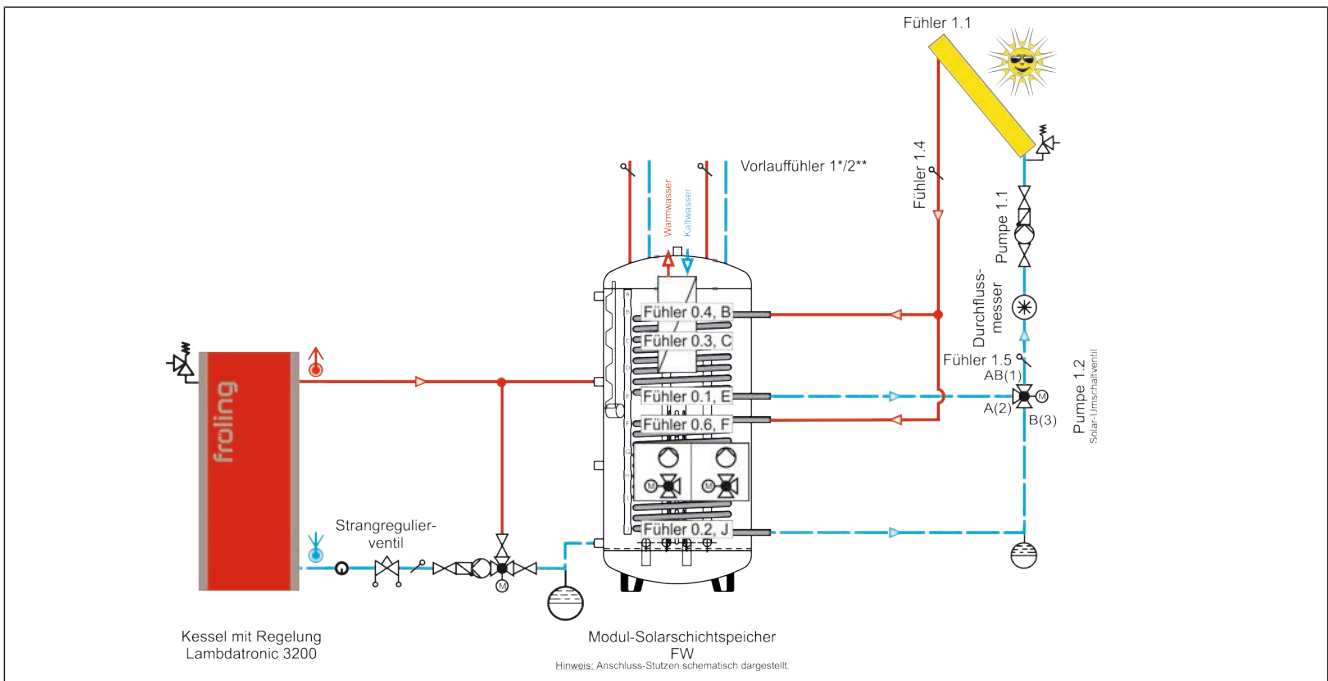 Fühler 1.1
Vorlauffühler 1*/2**
Fühler 1.4
Warmwasser
Kaltwasser
Pumpe 1.1
Durchfluss-
messer
Fühler 0.4, B
Fühler 0.3, C
Fühler 1.5
AB(1)
Fühler 0.1, E
A(2)
M
B(3)
Pumpe 1.2
Solar-Umschaltventil
Fühler 0.6, F
fröling
A
B
C
D
E
F
G
H
I
J
M
M
Strangregulier-
ventil
Fühler 0.2, J
M
Kessel mit Regelung
Lambdatronic 3200
Modul-Solarschichtspeicher
FW
Hinweis: Anschluss-Stutzen schematisch dargestellt.